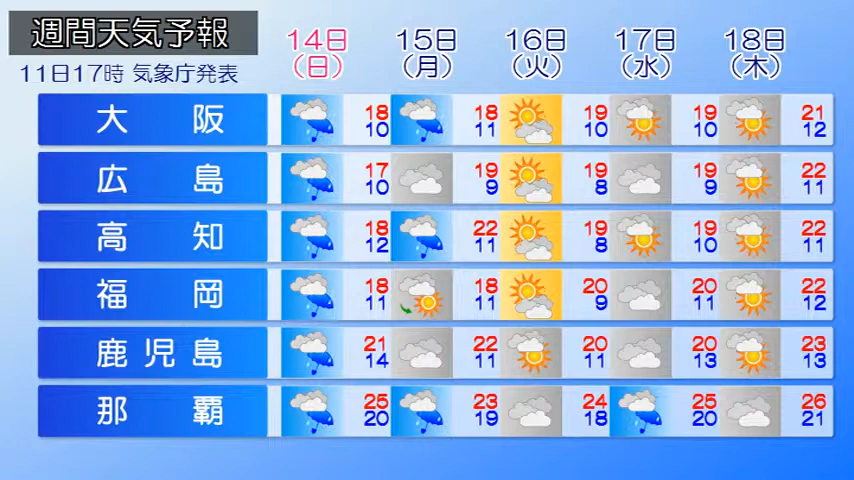 週間天気予報
11日17時 気象庁発表
14日 15日 16日 17日 18日
(日) (月) (火) (水) (木)
大阪 18 18 19 19 21
10 11 10 10 12
広島 17 19 19 19 22
10 9 8 9 11
高知 18 22 19 19 22
12 11 8 10 11
福岡 18 18 20 20 22
11 11 9 11 12
鹿児島 21 22 20 20 23
14 11 11 13 13
那覇 25 23 24 25 26
20 19 18 20 21